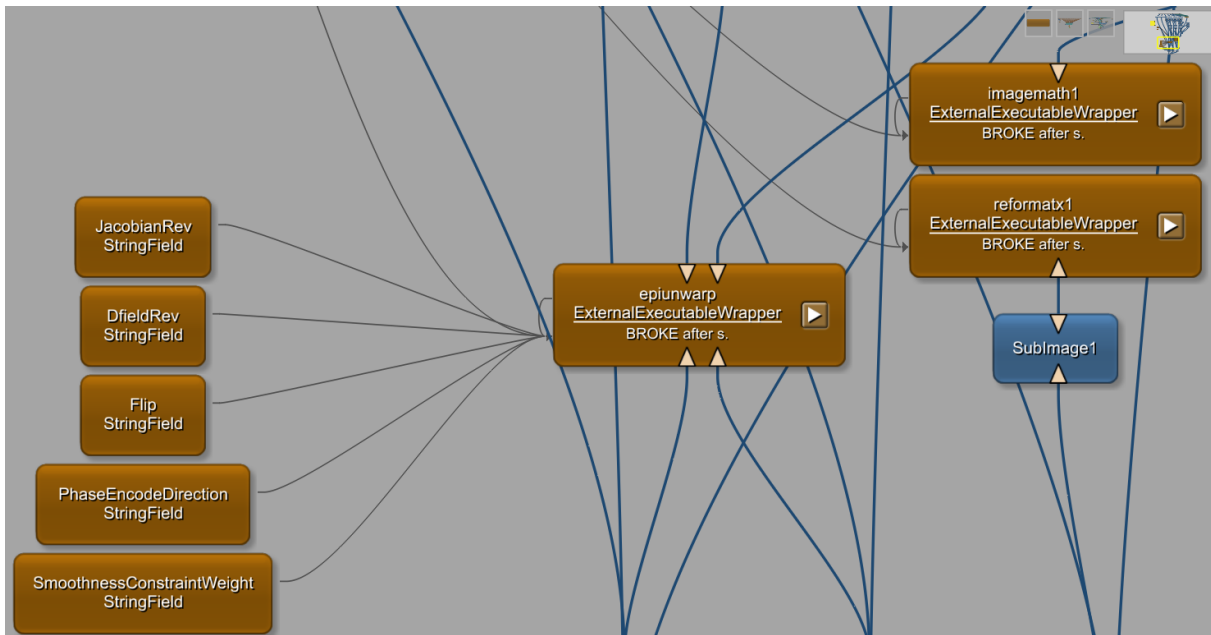 imagemath1
ExternalExecutableWrapper
BROKE after s.
reformatx1
ExternalExecutableWrapper
BROKE after s.
JacobianRev
StringField
DfieldRev
StringField
epiunwarp
ExternalExecutableWrapper
BROKE after s.
SubImage1
Flip
StringField
PhaseEncodeDirection
StringField
SmoothnessConstraintWeight
StringField